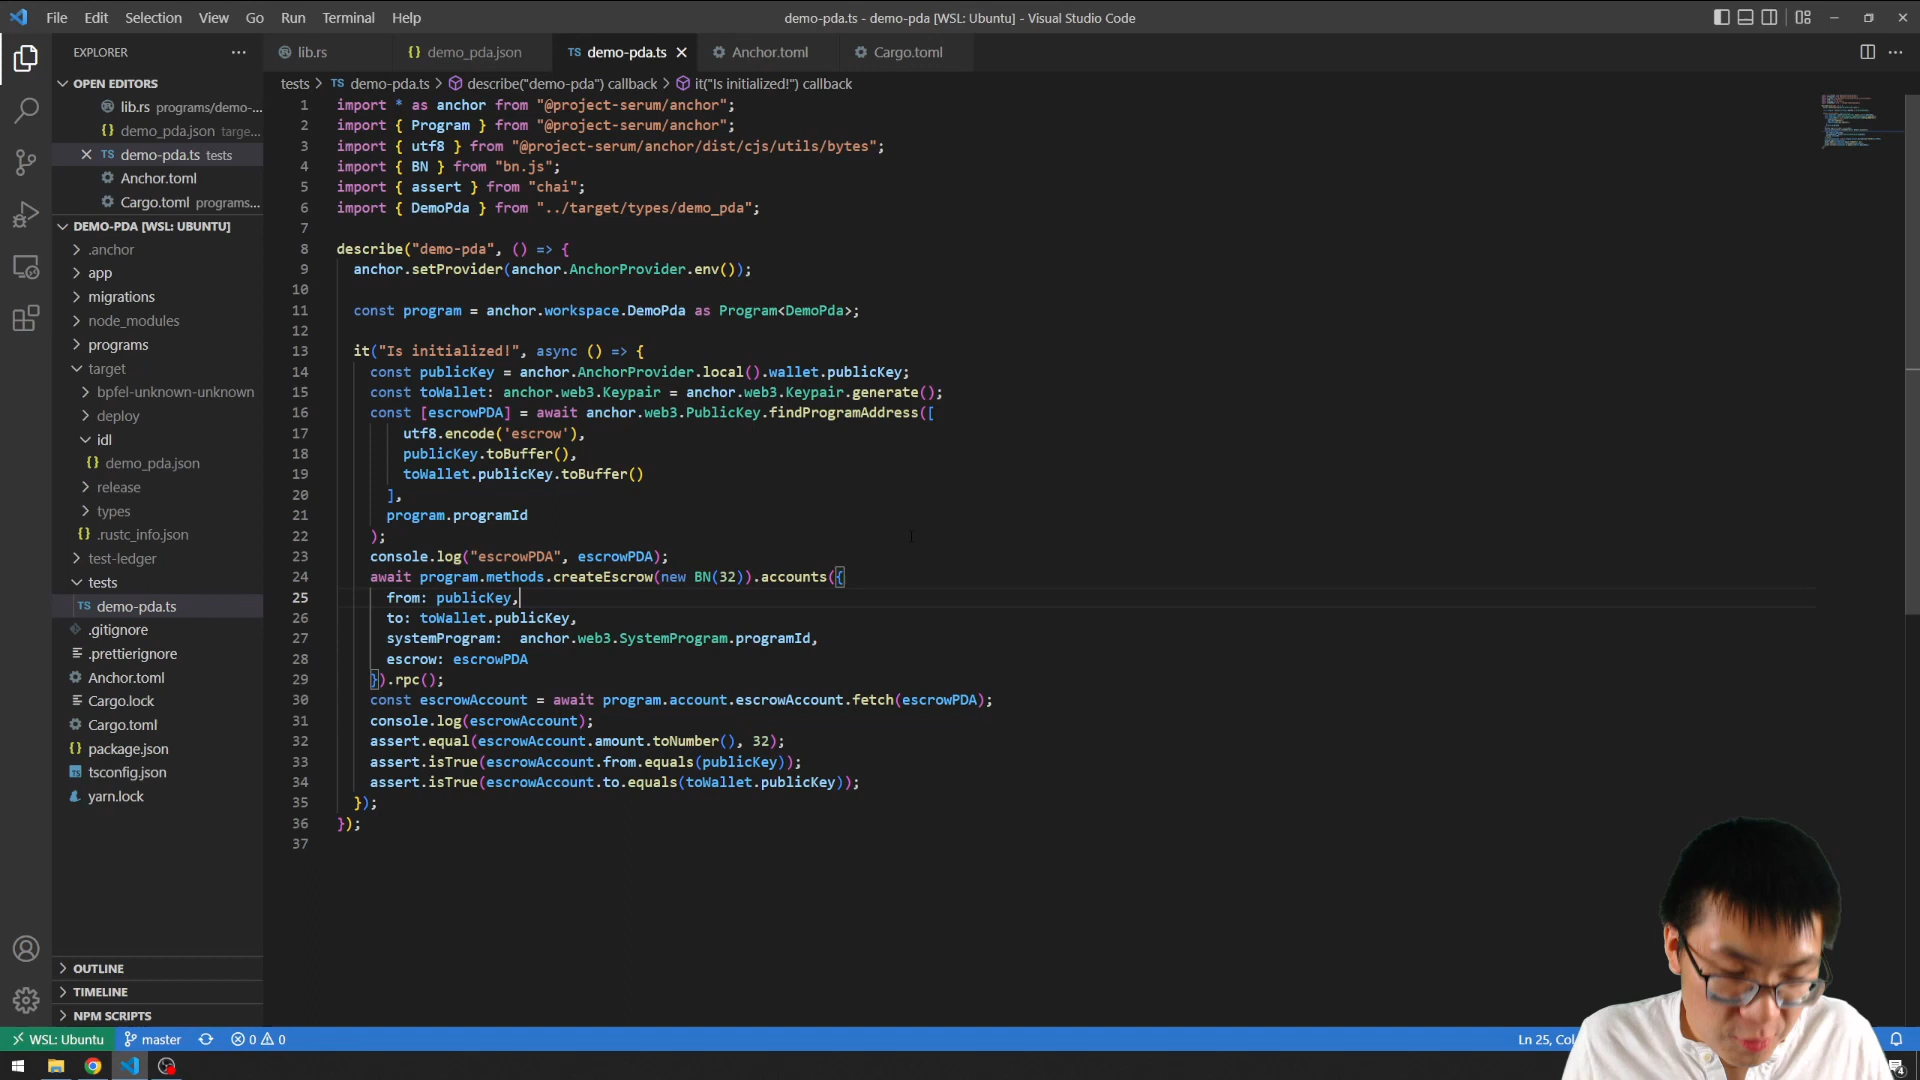 File Edit Selection View Go Run Terminal Help
demo-pda.ts - demo-pda [WSL: Ubuntu] - Visual Studio Code
EXPLORER
lib.rs
demo_pda.json
TS demo-pda.ts
Anchor.toml
Cargo.toml
tests > TS demo-pda.ts > describe("demo-pda") callback > it("Is initialized!") callback
OPEN EDITORS
lib.rs programs/demo-...
demo_pda.json targe...
TS demo-pda.ts tests
Anchor.toml
Cargo.toml programs...
DEMO-PDA [WSL: UBUNTU]
.anchor
app
migrations
node_modules
programs
target
bpfel-unknown-unknown
deploy
idl
demo_pda.json
release
types
.rustc_info.json
test-ledger
tests
TS demo-pda.ts
.gitignore
.prettierignore
Anchor.toml
Cargo.lock
Cargo.toml
package.json
tsconfig.json
yarn.lock
OUTLINE
TIMELINE
NPM SCRIPTS
1 import * as anchor from "@project-serum/anchor";
2 import { Program } from "@project-serum/anchor";
3 import { utf8 } from "@project-serum/anchor/dist/cjs/utils/bytes";
4 import { BN } from "bn.js";
5 import { assert } from "chai";
6 import { DemoPda } from "../target/types/demo_pda";
7
8 describe("demo-pda", () => {
9 anchor.setProvider(anchor.AnchorProvider.env());
10
11 const program = anchor.workspace.DemoPda as Program<DemoPda>;
12
13 it("Is initialized!", async () => {
14 const publicKey = anchor.AnchorProvider.local().wallet.publicKey;
15 const toWallet: anchor.web3.Keypair = anchor.web3.Keypair.generate();
16 const [escrowPDA] = await anchor.web3.PublicKey.findProgramAddress([
17 utf8.encode('escrow'),
18 publicKey.toBuffer(),
19 toWallet.publicKey.toBuffer()
20 ],
21 program.programId
22 );
23 console.log("escrowPDA", escrowPDA);
24 await program.methods.createEscrow(new BN(32)).accounts({
25 from: publicKey,
26 to: toWallet.publicKey,
27 systemProgram: anchor.web3.SystemProgram.programId,
28 escrow: escrowPDA
29 }).rpc();
30 const escrowAccount = await program.account.escrowAccount.fetch(escrowPDA);
31 console.log(escrowAccount);
32 assert.equal(escrowAccount.amount.toNumber(), 32);
33 assert.isTrue(escrowAccount.from.equals(publicKey));
34 assert.isTrue(escrowAccount.to.equals(toWallet.publicKey));
35 });
36 });
37
WSL: Ubuntu master 0 0
Ln 25, Col
4